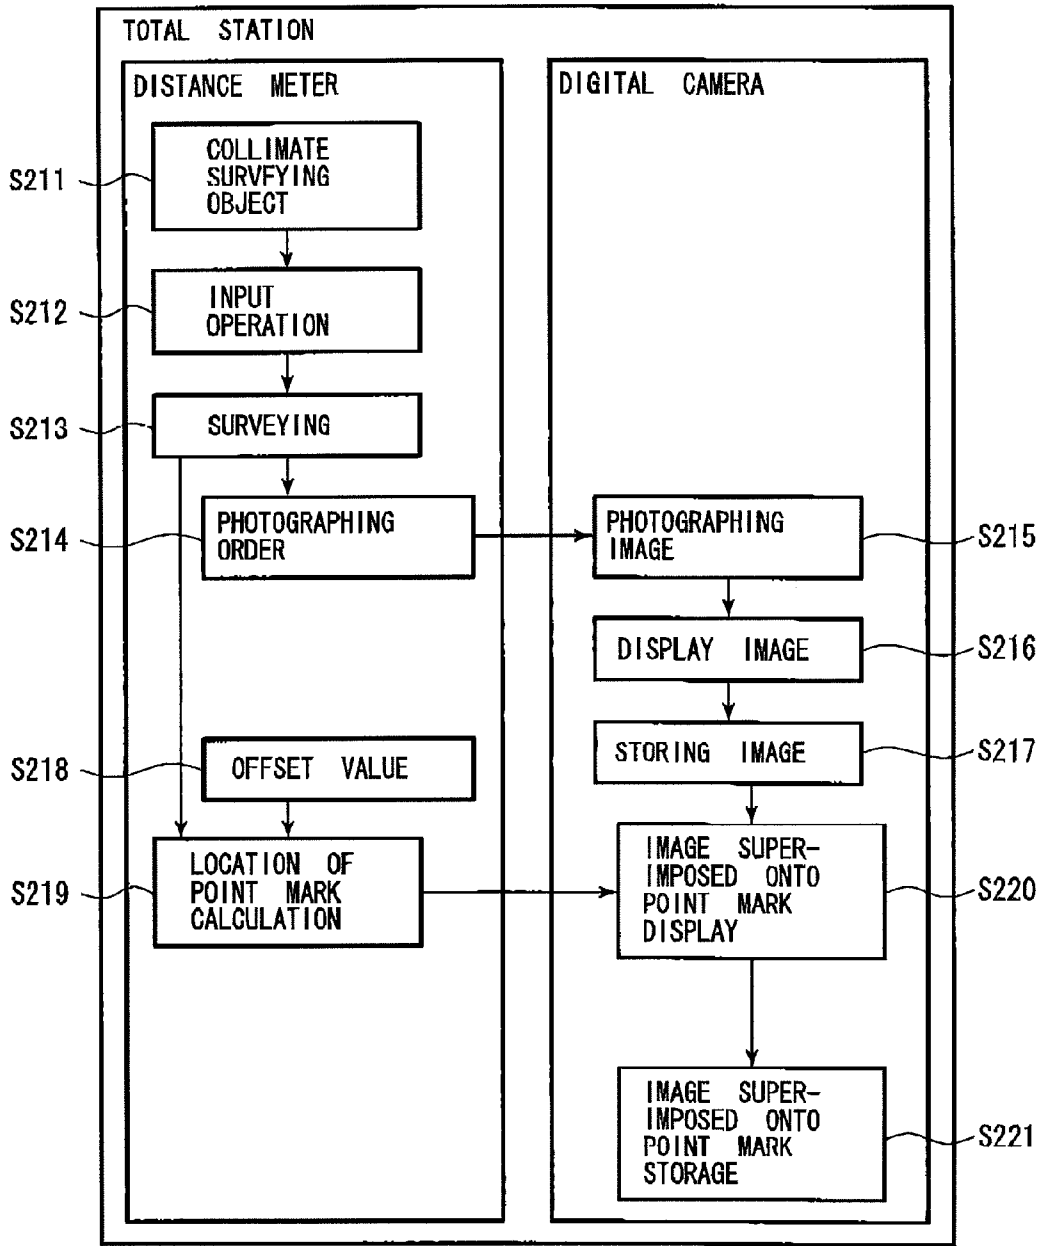 TOTAL STATION
DISTANCE METER
COLLIMATE
SURVFYING
OBJECT
S211
INPUT
OPERATION
S212
SURVEYING
S213
PHOTOGRAPHING
ORDER
S214
OFFSET VALUE
S218
LOCATION OF
POINT MARK
CALCULATION
S219
DIGITAL CAMERA
PHOTOGRAPHING
IMAGE
S215
DISPLAY IMAGE
S216
STORING IMAGE
S217
IMAGE SUPER-
IMPOSED ONTO
POINT MARK
DISPLAY
S220
IMAGE SUPER-
IMPOSED ONTO
POINT MARK
STORAGE
S221